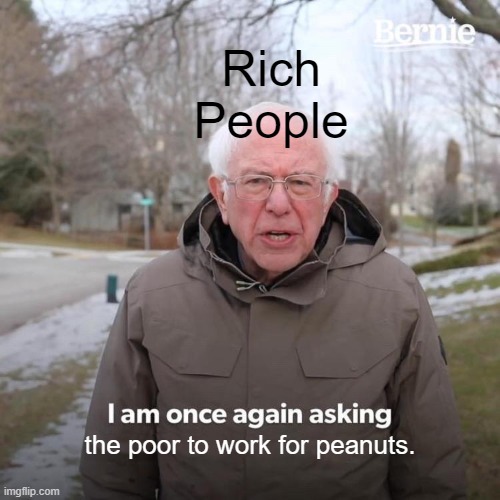 Bernie
Rich
People
I am once again asking
the poor to work for peanuts.
imgflip.com